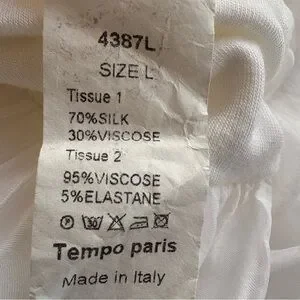 4387L
SIZE L
Tissue 1
70%SILK
30%VISCOSE
Tissue 2
95%VISCOSE
5%ELASTANE
Tempo paris
Made in Italy